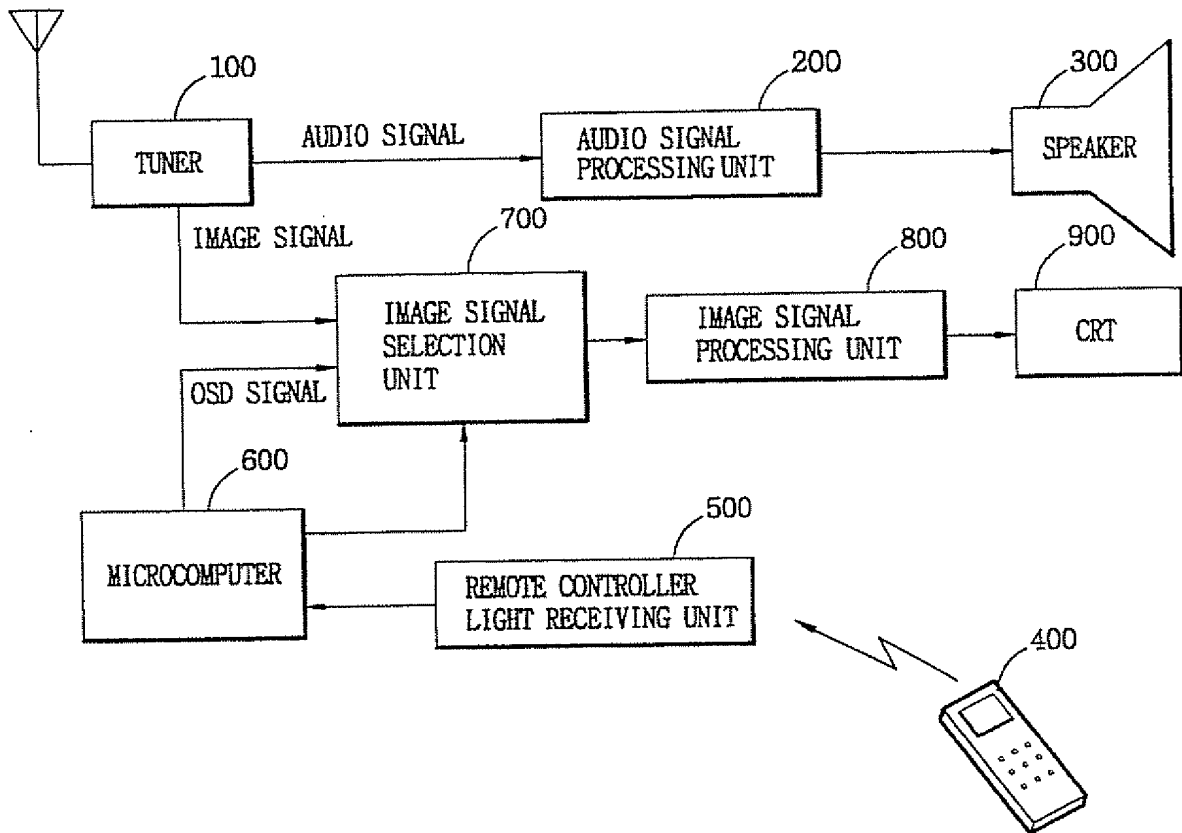 100
200
300
TUNER
AUDIO SIGNAL
AUDIO SIGNAL
PROCESSING UNIT
SPEAKER
IMAGE SIGNAL
700
800
900
IMAGE SIGNAL
SELECTION
UNIT
IMAGE SIGNAL
PROCESSING UNIT
CRT
OSD SIGNAL
600
500
MICROCOMPUTER
REMOTE CONTROLLER
LIGHT RECEIVING UNIT
400